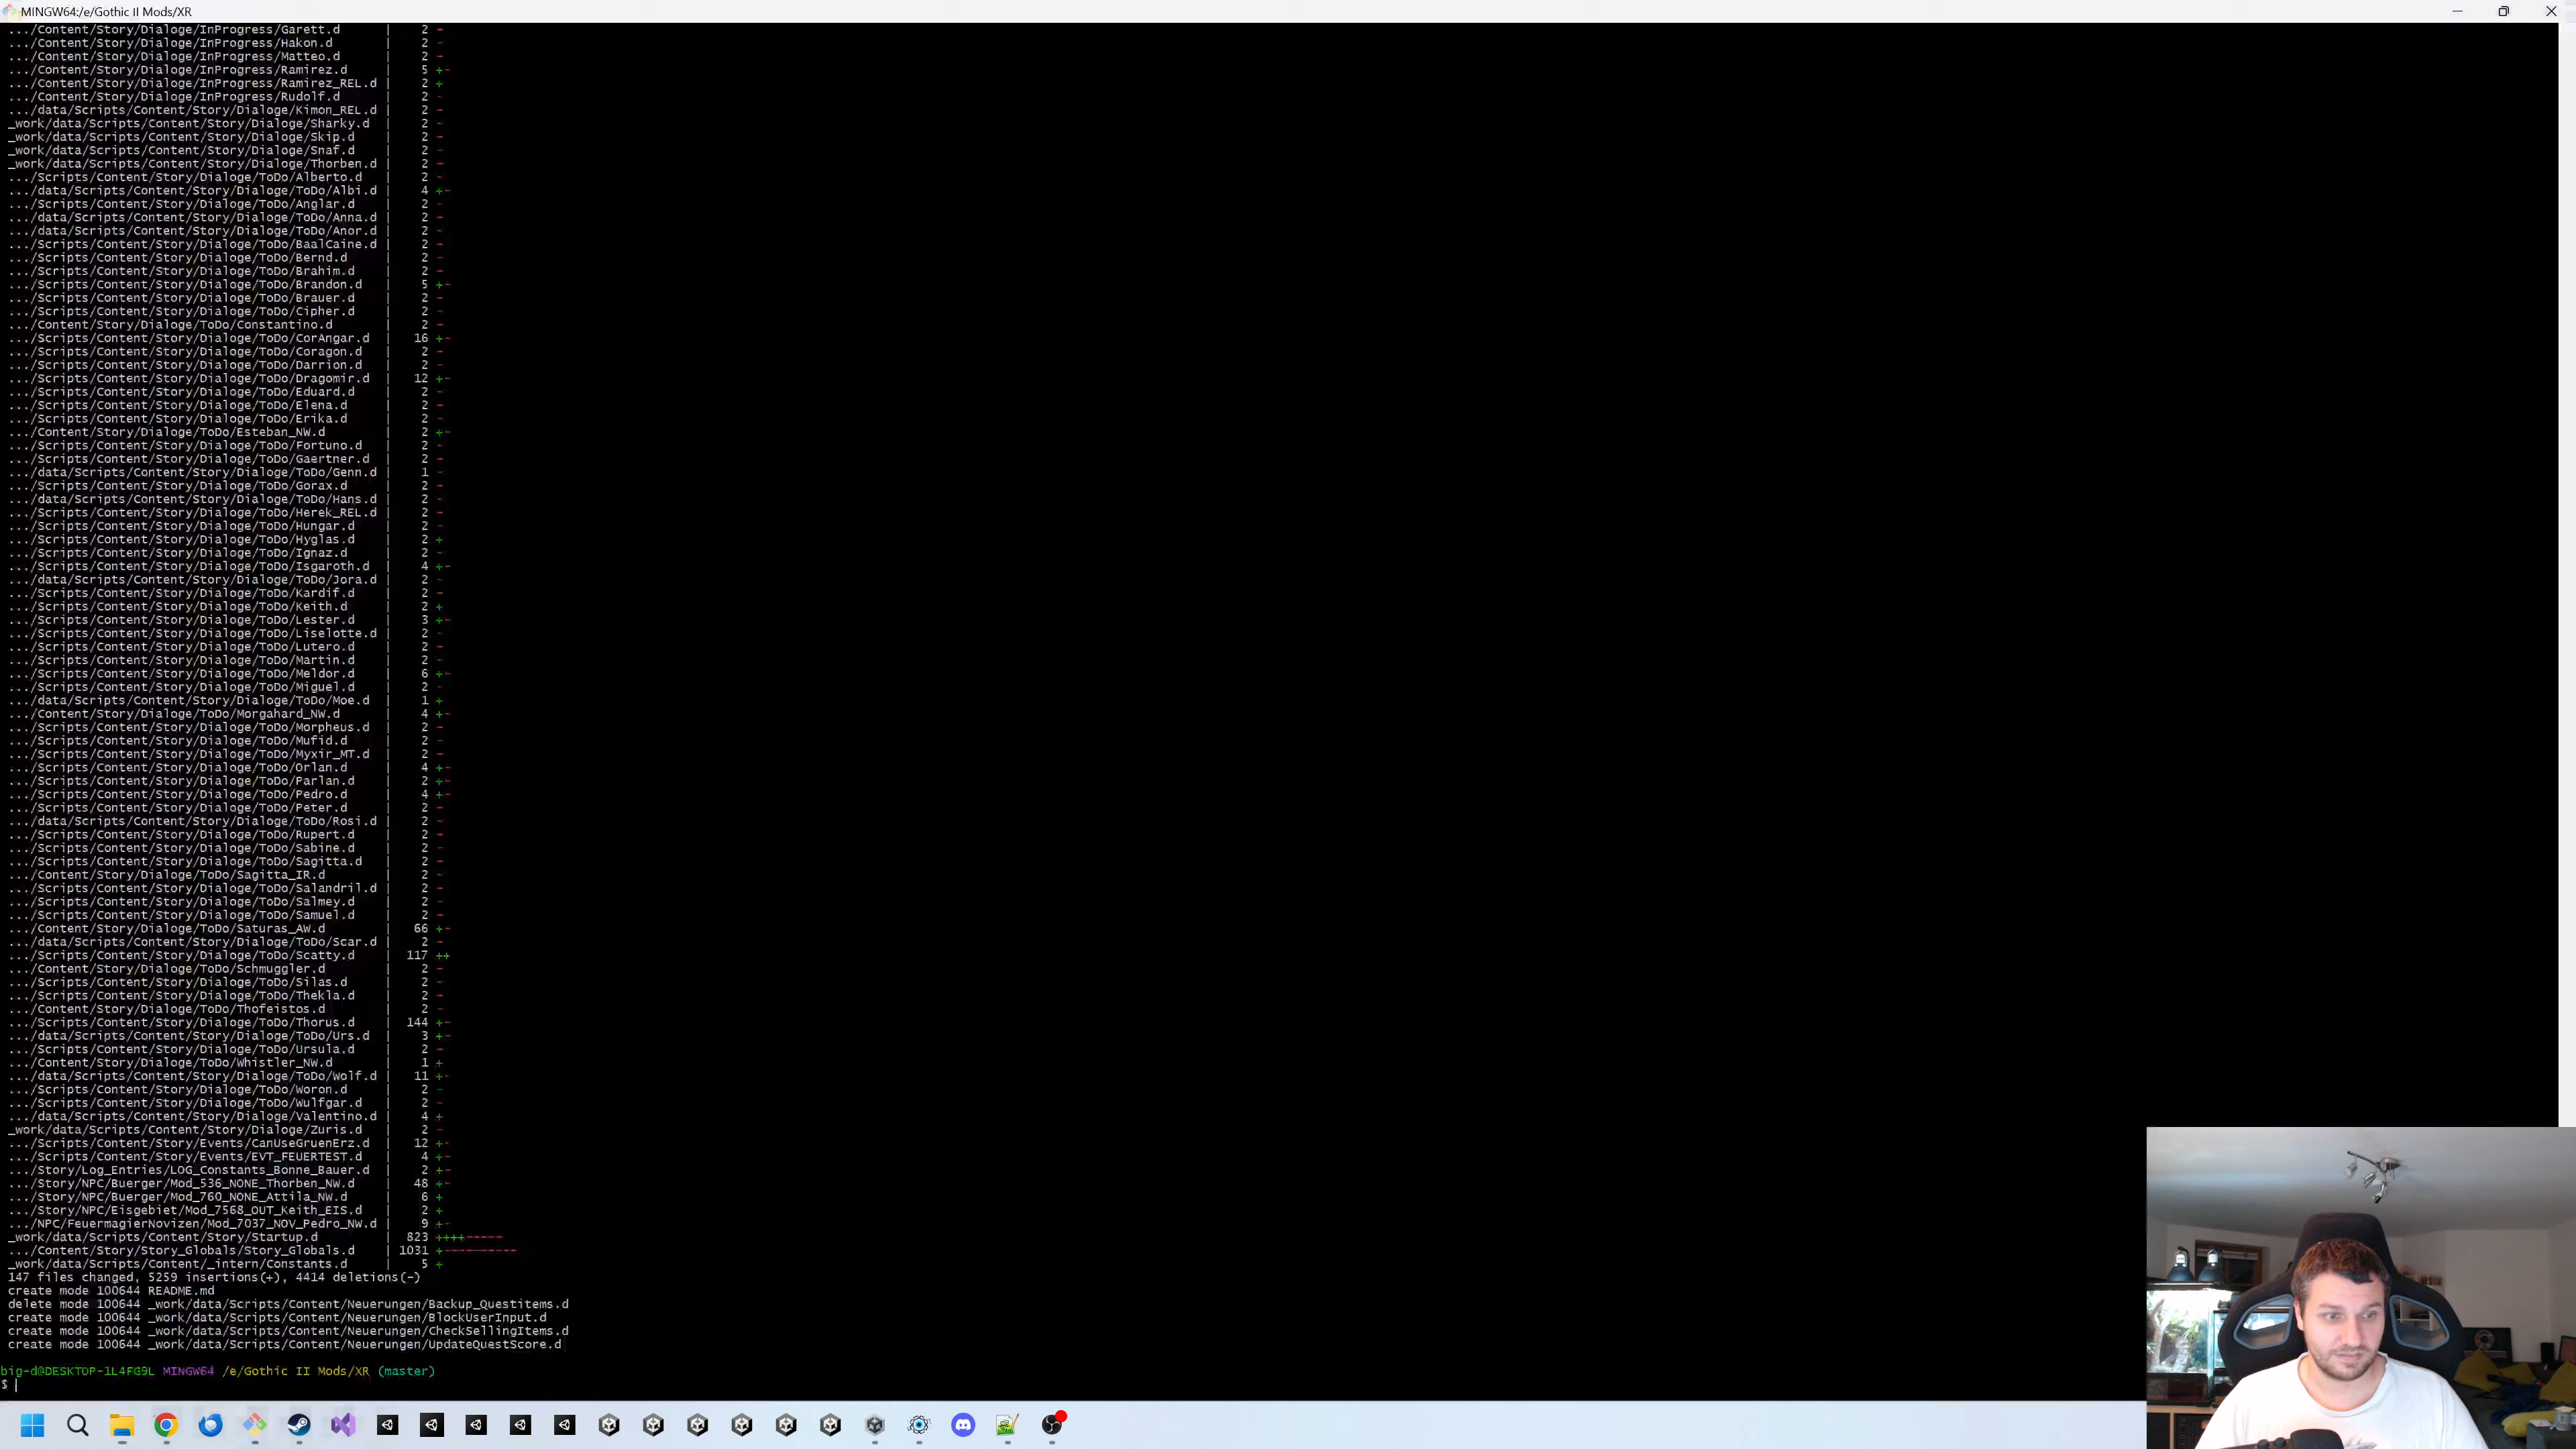 MINGW64:/e/Gothic II Mods/XR
.../Content/Story/Dialoge/InProgress/Garett.d | 2 -
.../Content/Story/Dialoge/InProgress/Hakon.d | 2 -
.../Content/Story/Dialoge/InProgress/Matteo.d | 2 -
.../Content/Story/Dialoge/InProgress/Ramirez.d | 5 +-
.../Content/Story/Dialoge/InProgress/Ramirez_REL.d | 2 +
.../Content/Story/Dialoge/InProgress/Rudolf.d | 2 -
.../data/Scripts/Content/Story/Dialoge/Kimon_REL.d | 2 -
_work/data/Scripts/Content/Story/Dialoge/Sharky.d | 2 -
_work/data/Scripts/Content/Story/Dialoge/Skip.d | 2 -
_work/data/Scripts/Content/Story/Dialoge/Snaf.d | 2 -
_work/data/Scripts/Content/Story/Dialoge/Thorben.d | 2 -
.../Scripts/Content/Story/Dialoge/ToDo/Alberto.d | 2 -
.../data/Scripts/Content/Story/Dialoge/ToDo/Albi.d | 4 +-
.../Scripts/Content/Story/Dialoge/ToDo/Anglar.d | 2 -
.../data/Scripts/Content/Story/Dialoge/ToDo/Anna.d | 2 -
.../data/Scripts/Content/Story/Dialoge/ToDo/Anor.d | 2 -
.../Scripts/Content/Story/Dialoge/ToDo/BaalCaine.d | 2 -
.../Scripts/Content/Story/Dialoge/ToDo/Bernd.d | 2 -
.../Scripts/Content/Story/Dialoge/ToDo/Brahim.d | 2 -
.../Scripts/Content/Story/Dialoge/ToDo/Brandon.d | 5 +-
.../Scripts/Content/Story/Dialoge/ToDo/Brauer.d | 2 -
.../Scripts/Content/Story/Dialoge/ToDo/Cipher.d | 2 -
.../Content/Story/Dialoge/ToDo/Constantino.d | 2 -
.../Scripts/Content/Story/Dialoge/ToDo/CorAngar.d | 16 +-
.../Scripts/Content/Story/Dialoge/ToDo/Coragon.d | 2 -
.../Scripts/Content/Story/Dialoge/ToDo/Darrion.d | 2 -
.../Scripts/Content/Story/Dialoge/ToDo/Dragomir.d | 12 +-
.../Scripts/Content/Story/Dialoge/ToDo/Eduard.d | 2 -
.../Scripts/Content/Story/Dialoge/ToDo/Elena.d | 2 -
.../Scripts/Content/Story/Dialoge/ToDo/Erika.d | 2 -
.../Content/Story/Dialoge/ToDo/Esteban_NW.d | 2 +-
.../Scripts/Content/Story/Dialoge/ToDo/Fortuno.d | 2 -
.../Scripts/Content/Story/Dialoge/ToDo/Gaertner.d | 2 -
.../data/Scripts/Content/Story/Dialoge/ToDo/Genn.d | 1 -
.../Scripts/Content/Story/Dialoge/ToDo/Gorax.d | 2 -
.../data/Scripts/Content/Story/Dialoge/ToDo/Hans.d | 2 -
.../Scripts/Content/Story/Dialoge/ToDo/Herek_REL.d | 2 -
.../Scripts/Content/Story/Dialoge/ToDo/Hungar.d | 2 -
.../Scripts/Content/Story/Dialoge/ToDo/Hyglas.d | 2 +
.../Scripts/Content/Story/Dialoge/ToDo/Ignaz.d | 2 -
.../Scripts/Content/Story/Dialoge/ToDo/Isgaroth.d | 4 +-
.../data/Scripts/Content/Story/Dialoge/ToDo/Jora.d | 2 -
.../Scripts/Content/Story/Dialoge/ToDo/Kardif.d | 2 -
.../Scripts/Content/Story/Dialoge/ToDo/Keith.d | 2 +
.../Scripts/Content/Story/Dialoge/ToDo/Lester.d | 3 +-
.../Scripts/Content/Story/Dialoge/ToDo/Liselotte.d | 2 -
.../Scripts/Content/Story/Dialoge/ToDo/Lutero.d | 2 -
.../Scripts/Content/Story/Dialoge/ToDo/Martin.d | 2 -
.../Scripts/Content/Story/Dialoge/ToDo/Meldor.d | 6 +-
.../Scripts/Content/Story/Dialoge/ToDo/Miguel.d | 2 -
.../data/Scripts/Content/Story/Dialoge/ToDo/Moe.d | 1 +
.../Content/Story/Dialoge/ToDo/Morgahard_NW.d | 4 +-
.../Scripts/Content/Story/Dialoge/ToDo/Morpheus.d | 2 -
.../Scripts/Content/Story/Dialoge/ToDo/Mufid.d | 2 -
.../Scripts/Content/Story/Dialoge/ToDo/Myxir_MT.d | 2 -
.../Scripts/Content/Story/Dialoge/ToDo/Orlan.d | 4 +-
.../Scripts/Content/Story/Dialoge/ToDo/Parlan.d | 2 +-
.../Scripts/Content/Story/Dialoge/ToDo/Pedro.d | 4 +-
.../Scripts/Content/Story/Dialoge/ToDo/Peter.d | 2 -
.../data/Scripts/Content/Story/Dialoge/ToDo/Rosi.d | 2 -
.../Scripts/Content/Story/Dialoge/ToDo/Rupert.d | 2 -
.../Scripts/Content/Story/Dialoge/ToDo/Sabine.d | 2 -
.../Scripts/Content/Story/Dialoge/ToDo/Sagitta.d | 2 -
.../Content/Story/Dialoge/ToDo/Sagitta_IR.d | 2 -
.../Scripts/Content/Story/Dialoge/ToDo/Salandril.d | 2 -
.../Scripts/Content/Story/Dialoge/ToDo/Salmey.d | 2 -
.../Scripts/Content/Story/Dialoge/ToDo/Samuel.d | 2 -
.../Content/Story/Dialoge/ToDo/Saturas_AW.d | 66 +-
.../data/Scripts/Content/Story/Dialoge/ToDo/Scar.d | 2 -
.../Scripts/Content/Story/Dialoge/ToDo/Scatty.d | 117 ++
.../Content/Story/Dialoge/ToDo/Schmuggler.d | 2 -
.../Scripts/Content/Story/Dialoge/ToDo/Silas.d | 2 -
.../Scripts/Content/Story/Dialoge/ToDo/Thekla.d | 2 -
.../Content/Story/Dialoge/ToDo/Thofeistos.d | 2 -
.../Scripts/Content/Story/Dialoge/ToDo/Thorus.d | 144 +-
.../data/Scripts/Content/Story/Dialoge/ToDo/Urs.d | 3 +-
.../Scripts/Content/Story/Dialoge/ToDo/Ursula.d | 2 -
.../Content/Story/Dialoge/ToDo/Whistler_NW.d | 1 +
.../data/Scripts/Content/Story/Dialoge/ToDo/Wolf.d | 11 +-
.../Scripts/Content/Story/Dialoge/ToDo/Woron.d | 2 -
.../Scripts/Content/Story/Dialoge/ToDo/Wulfgar.d | 2 -
.../data/Scripts/Content/Story/Dialoge/Valentino.d | 4 +
_work/data/Scripts/Content/Story/Dialoge/Zuris.d | 2 -
.../Scripts/Content/Story/Events/CanUseGruenErz.d | 12 +-
.../Scripts/Content/Story/Events/EVT_FEUERTEST.d | 4 +-
.../Story/Log_Entries/LOG_Constants_Bonne_Bauer.d | 2 +-
.../Story/NPC/Buerger/Mod_536_NONE_Thorben_NW.d | 48 +-
.../Story/NPC/Buerger/Mod_760_NONE_Attila_NW.d | 6 +
.../Story/NPC/Eisgebiet/Mod_7568_OUT_Keith_EIS.d | 2 +
.../NPC/FeuermagierNovizen/Mod_7037_NOV_Pedro_NW.d | 9 +-
_work/data/Scripts/Content/Story/Startup.d | 823 ++++-----
.../Content/Story/Story_Globals/Story_Globals.d | 1031 +----------
_work/data/Scripts/Content/_intern/Constants.d | 5 +
147 files changed, 5259 insertions(+), 4414 deletions(-)
create mode 100644 README.md
delete mode 100644 _work/data/Scripts/Content/Neuerungen/Backup_Questitems.d
create mode 100644 _work/data/Scripts/Content/Neuerungen/BlockUserInput.d
create mode 100644 _work/data/Scripts/Content/Neuerungen/CheckSellingItems.d
create mode 100644 _work/data/Scripts/Content/Neuerungen/UpdateQuestScore.d
big-d@DESKTOP-1L4FG9L MINGW64 /e/Gothic II Mods/XR (master)
$